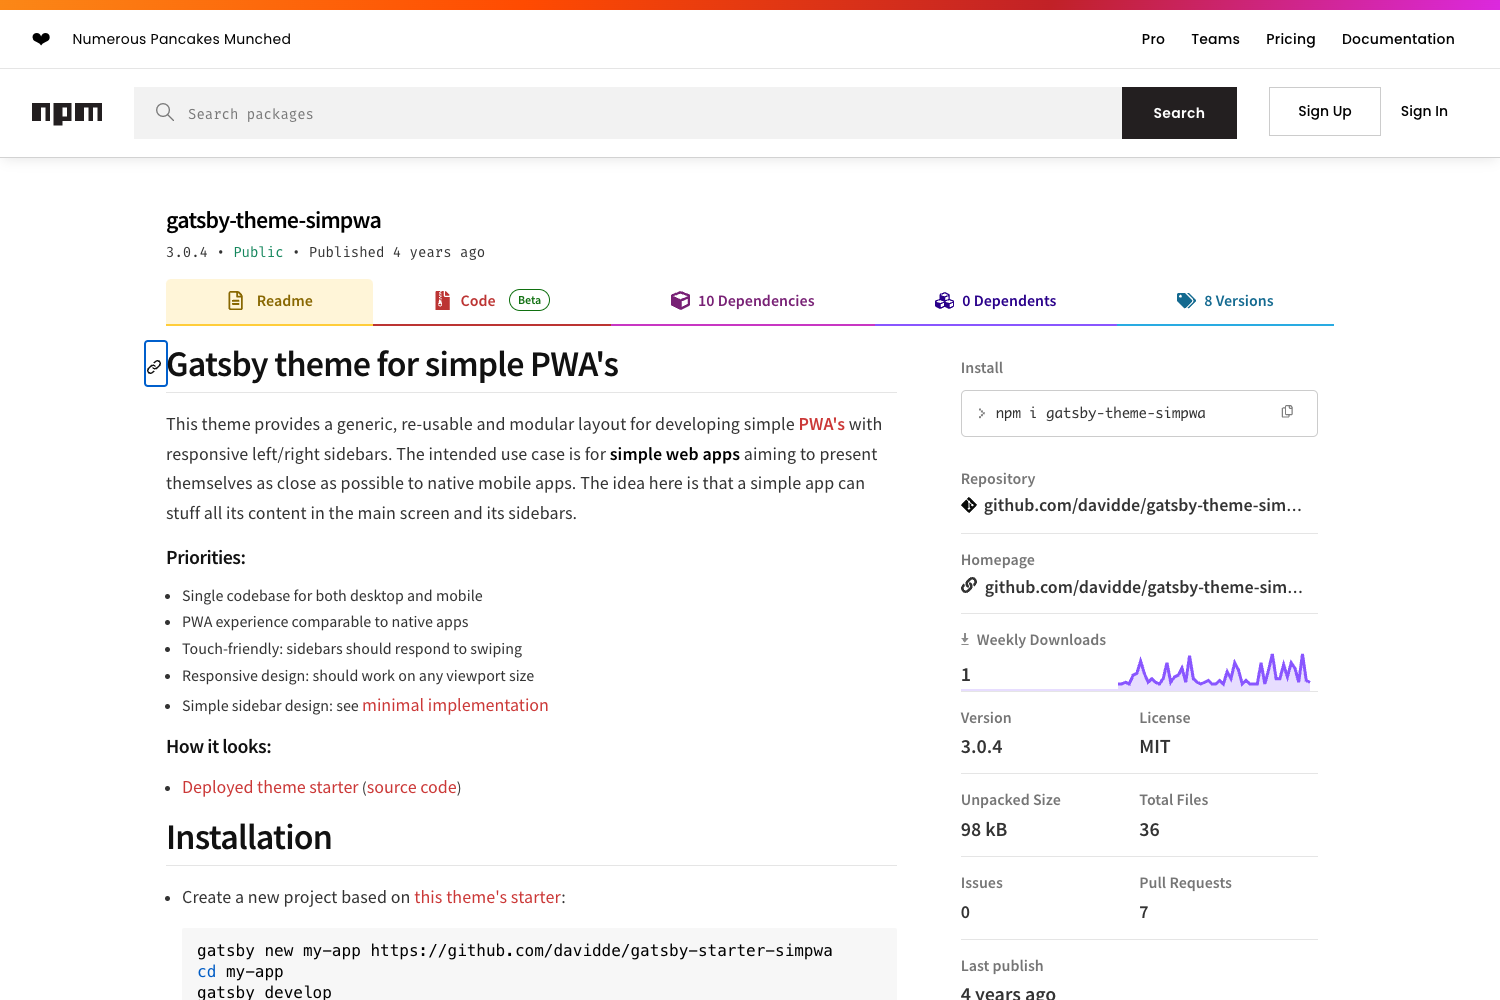 ❤ Numerous Pancakes Munched
Pro Teams Pricing Documentation
npm
Search packages
Search
Sign Up
Sign In
gatsby-theme-simpwa
3.0.4 • Public • Published 4 years ago
Readme
Code Beta
10 Dependencies
0 Dependents
8 Versions
Gatsby theme for simple PWA's
This theme provides a generic, re-usable and modular layout for developing simple PWA's with
responsive left/right sidebars. The intended use case is for simple web apps aiming to present
themselves as close as possible to native mobile apps. The idea here is that a simple app can
stuff all its content in the main screen and its sidebars.
Priorities:
• Single codebase for both desktop and mobile
• PWA experience comparable to native apps
• Touch-friendly: sidebars should respond to swiping
• Responsive design: should work on any viewport size
• Simple sidebar design: see minimal implementation
How it looks:
• Deployed theme starter (source code)
Installation
• Create a new project based on this theme's starter:
gatsby new my-app https://github.com/davidde/gatsby-starter-simpwa
cd my-app
gatsby develop
Install
> npm i gatsby-theme-simpwa
Repository
github.com/davidde/gatsby-theme-sim…
Homepage
github.com/davidde/gatsby-theme-sim…
Weekly Downloads
1
Version
3.0.4
License
MIT
Unpacked Size
98 kB
Total Files
36
Issues
0
Pull Requests
7
Last publish
4 years ago